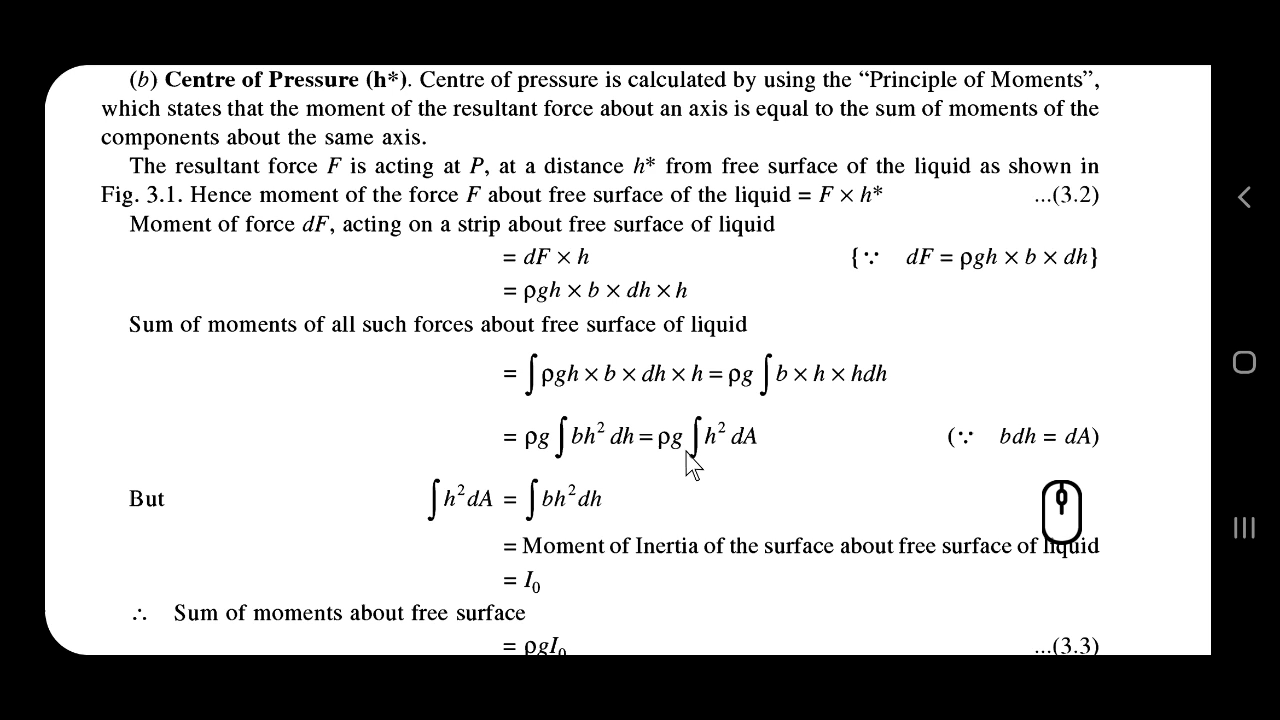 (b) Centre of Pressure (h*). Centre of pressure is calculated by using the “Principle of Moments”,
which states that the moment of the resultant force about an axis is equal to the sum of moments of the
components about the same axis.
The resultant force F is acting at P, at a distance h* from free surface of the liquid as shown in
Fig. 3.1. Hence moment of the force F about free surface of the liquid = F × h* ...(3.2)
Moment of force dF, acting on a strip about free surface of liquid
= dF × h {∵ dF = ρgh × b × dh}
= ρgh × b × dh × h
Sum of moments of all such forces about free surface of liquid
= ∫ ρgh × b × dh × h = ρg ∫ b × h × hdh
= ρg ∫ bh² dh = ρg ∫ h² dA (∵ bdh = dA)
But ∫ h² dA = ∫ bh² dh
= Moment of Inertia of the surface about free surface of liquid
= I₀
∴ Sum of moments about free surface
= ρgI₀ ...(3.3)